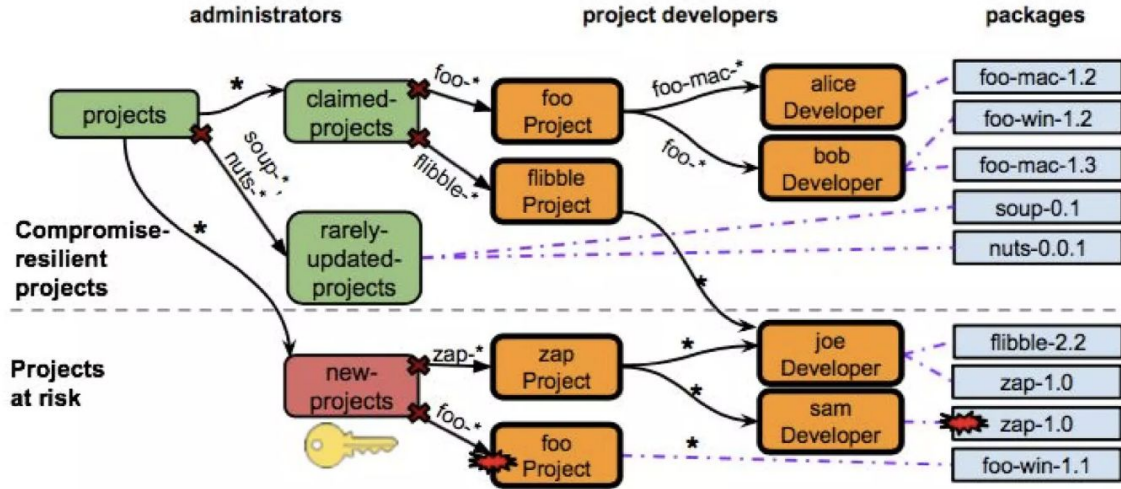 administrators
project developers
packages
projects
*
claimed-
projects
foo-*
flibble-*
soup-*,
nuts-*
rarely-
updated-
projects
*
foo
Project
flibble
Project
foo-mac-*
foo-*
alice
Developer
bob
Developer
foo-mac-1.2
foo-win-1.2
foo-mac-1.3
soup-0.1
nuts-0.0.1
Compromise-
resilient
projects
*
Projects
at risk
new-
projects
zap-*
foo-*
zap
Project
foo
Project
*
*
*
joe
Developer
sam
Developer
flibble-2.2
zap-1.0
zap-1.0
foo-win-1.1